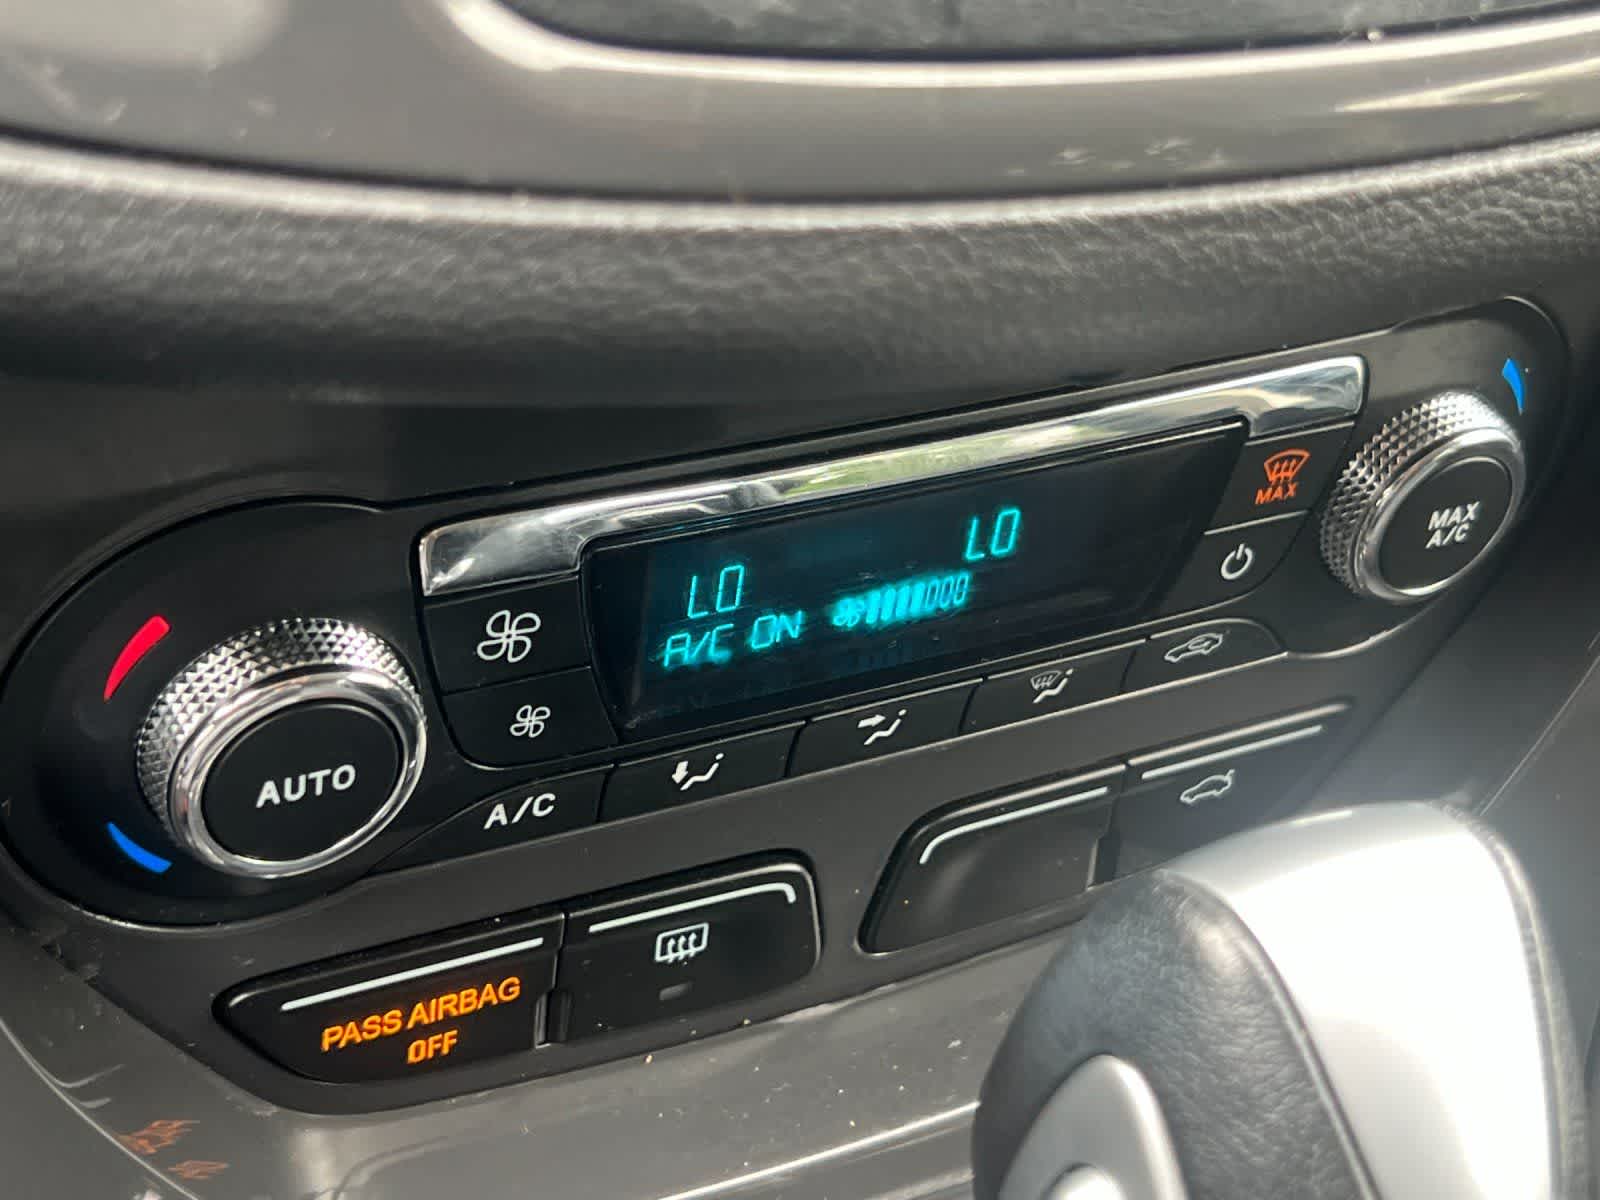 LO
LO
A/C ON
MAX
MAX
A/C
AUTO
A/C
PASS AIRBAG
OFF